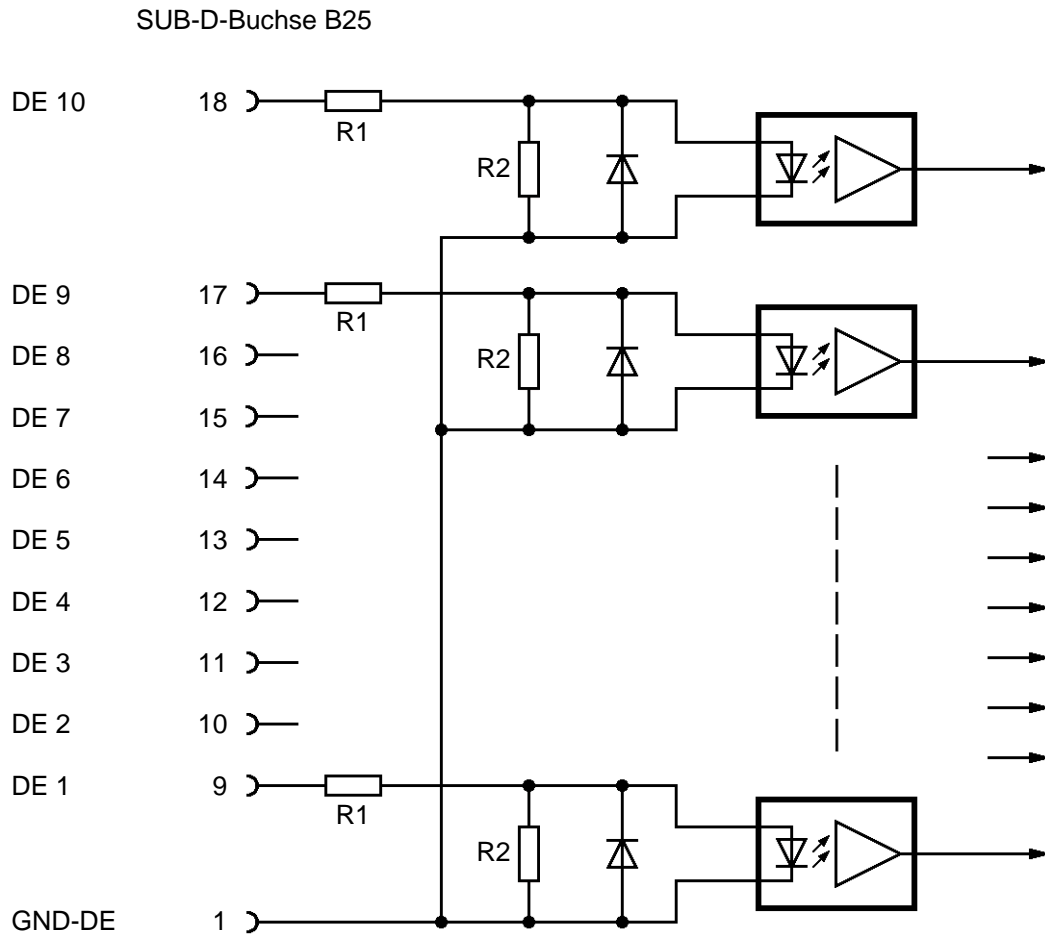 SUB-D-Buchse B25
DE 10 18
R1
R2
DE 9 17
R1
DE 8 16
R2
DE 7 15
DE 6 14
DE 5 13
DE 4 12
DE 3 11
DE 2 10
DE 1 9
R1
R2
GND-DE 1